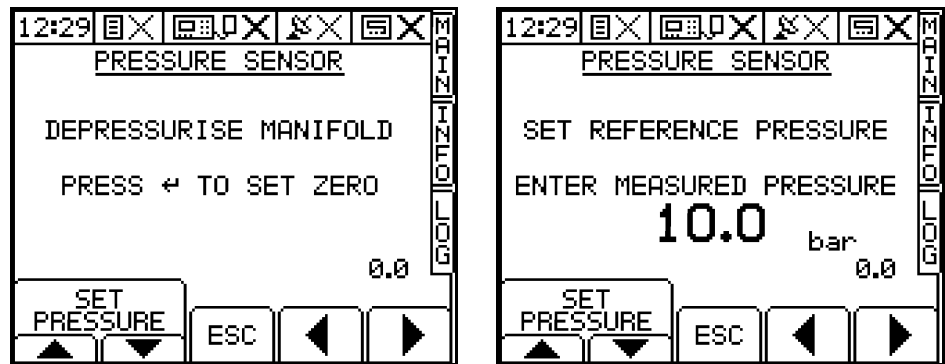 12:29
PRESSURE SENSOR
DEPRESSURISE MANIFOLD
PRESS ↵ TO SET ZERO
0.0
SET
PRESSURE
ESC
MAIN
INFO
LOG
12:29
PRESSURE SENSOR
SET REFERENCE PRESSURE
ENTER MEASURED PRESSURE
10.0 bar
0.0
SET
PRESSURE
ESC
MAIN
INFO
LOG